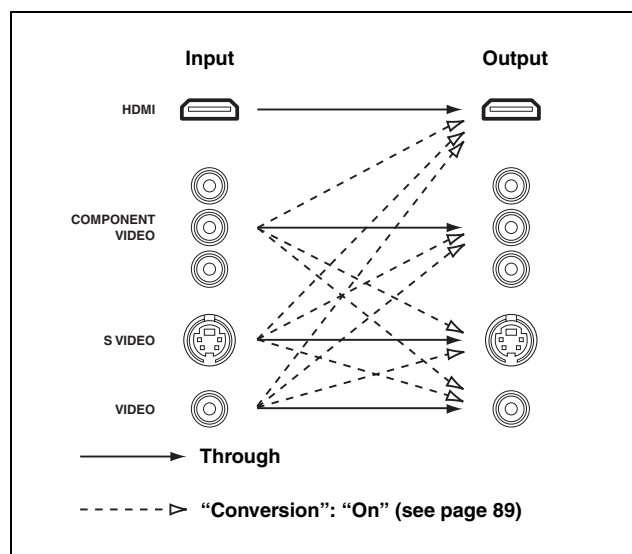 Input
Output
HDMI
COMPONENT
VIDEO
S VIDEO
VIDEO
Through
“Conversion”: “On” (see page 89)